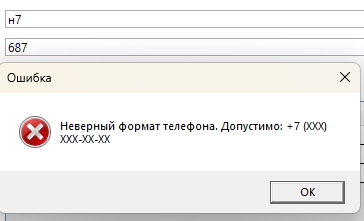 н7
687
Ошибка
Неверный формат телефона. Допустимо: +7 (XXX)
XXX-XX-XX
OK